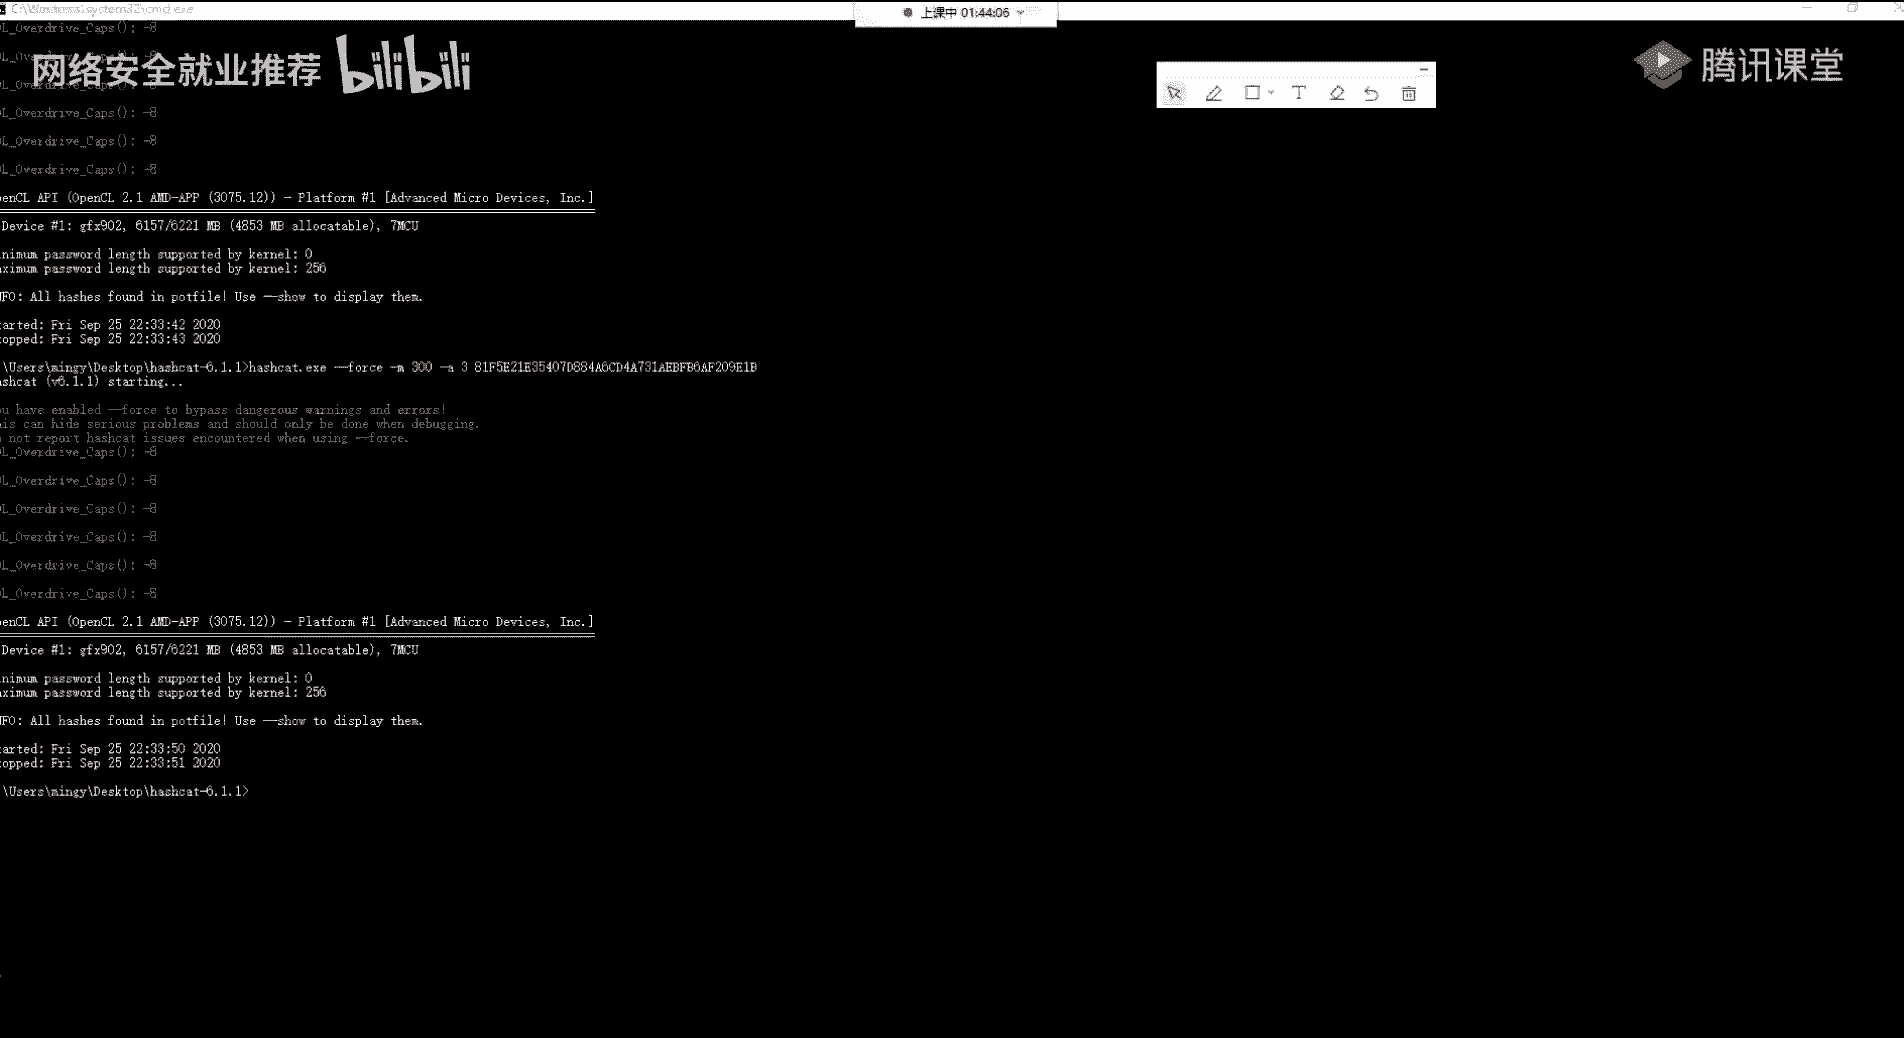 C:\Windows\system32\cmd.exe
上课中 01:44:06
L_Overdrive_Caps(): -8
网络安全就业推荐 bilibili
腾讯课堂
L_Overdrive_Caps(): -8
L_Overdrive_Caps(): -8
L_Overdrive_Caps(): -8
L_Overdrive_Caps(): -8
L_Overdrive_Caps(): -8
penCL API (OpenCL 2.1 AMD-APP (3075.12)) - Platform #1 [Advanced Micro Devices, Inc.]
Device #1: gfx902, 6157/6221 MB (4853 MB allocatable), 7MCU
nimum password length supported by kernel: 0
ximum password length supported by kernel: 256
NFO: All hashes found in potfile! Use --show to display them.
arted: Fri Sep 25 22:33:42 2020
opped: Fri Sep 25 22:33:43 2020
\Users\mingy\Desktop\hashcat-6.1.1>hashcat.exe --force -m 300 -a 3 81F5E21E35407D884A6CD4A731AEBFB6AF209E1B
ashcat (v6.1.1) starting...
ou have enabled --force to bypass dangerous warnings and errors!
is can hide serious problems and should only be done when debugging.
not report hashcat issues encountered when using --force.
L_Overdrive_Caps(): -8
L_Overdrive_Caps(): -8
L_Overdrive_Caps(): -8
L_Overdrive_Caps(): -8
L_Overdrive_Caps(): -8
L_Overdrive_Caps(): -8
penCL API (OpenCL 2.1 AMD-APP (3075.12)) - Platform #1 [Advanced Micro Devices, Inc.]
Device #1: gfx902, 6157/6221 MB (4853 MB allocatable), 7MCU
nimum password length supported by kernel: 0
ximum password length supported by kernel: 256
NFO: All hashes found in potfile! Use --show to display them.
arted: Fri Sep 25 22:33:50 2020
opped: Fri Sep 25 22:33:51 2020
\Users\mingy\Desktop\hashcat-6.1.1>